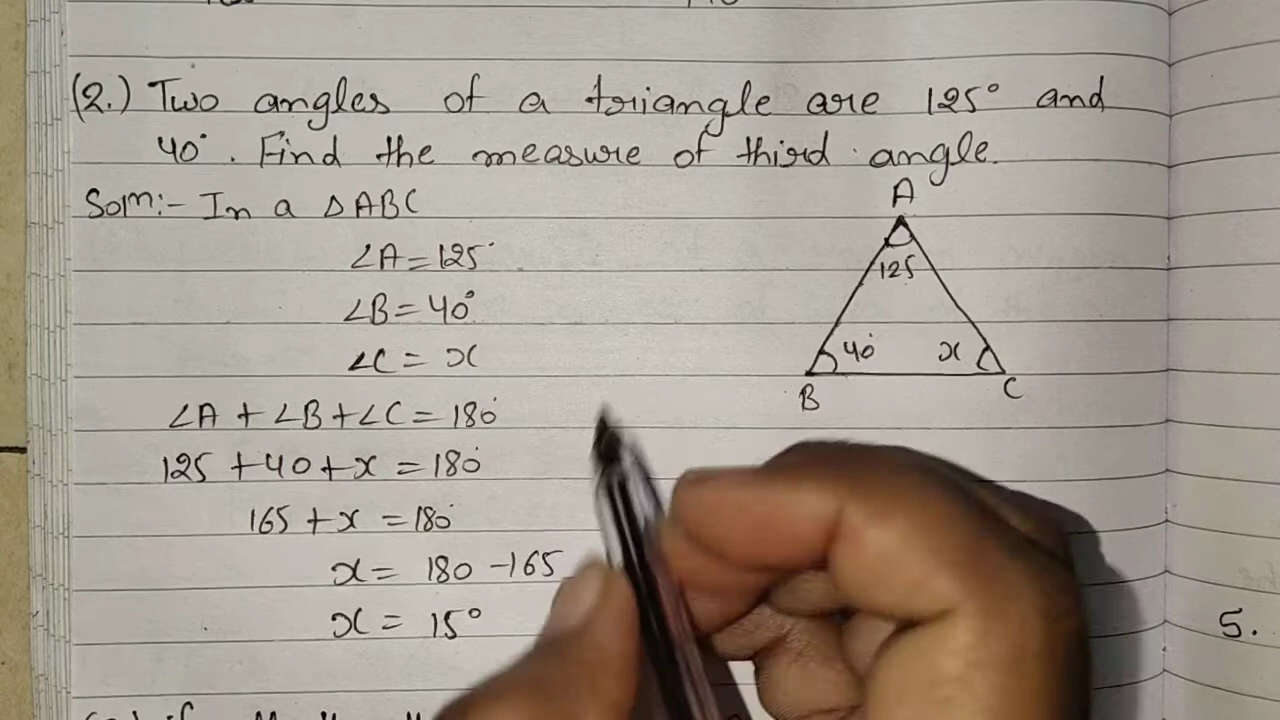 (2.) Two angles of a triangle are 125° and
40°. Find the measure of third angle.
Soln:- In a △ABC
∠A = 125°
∠B = 40°
∠C = x
∠A + ∠B + ∠C = 180°
125 + 40 + x = 180°
165 + x = 180°
x = 180 - 165
x = 15°
A
125
40°
x
B
C
5.